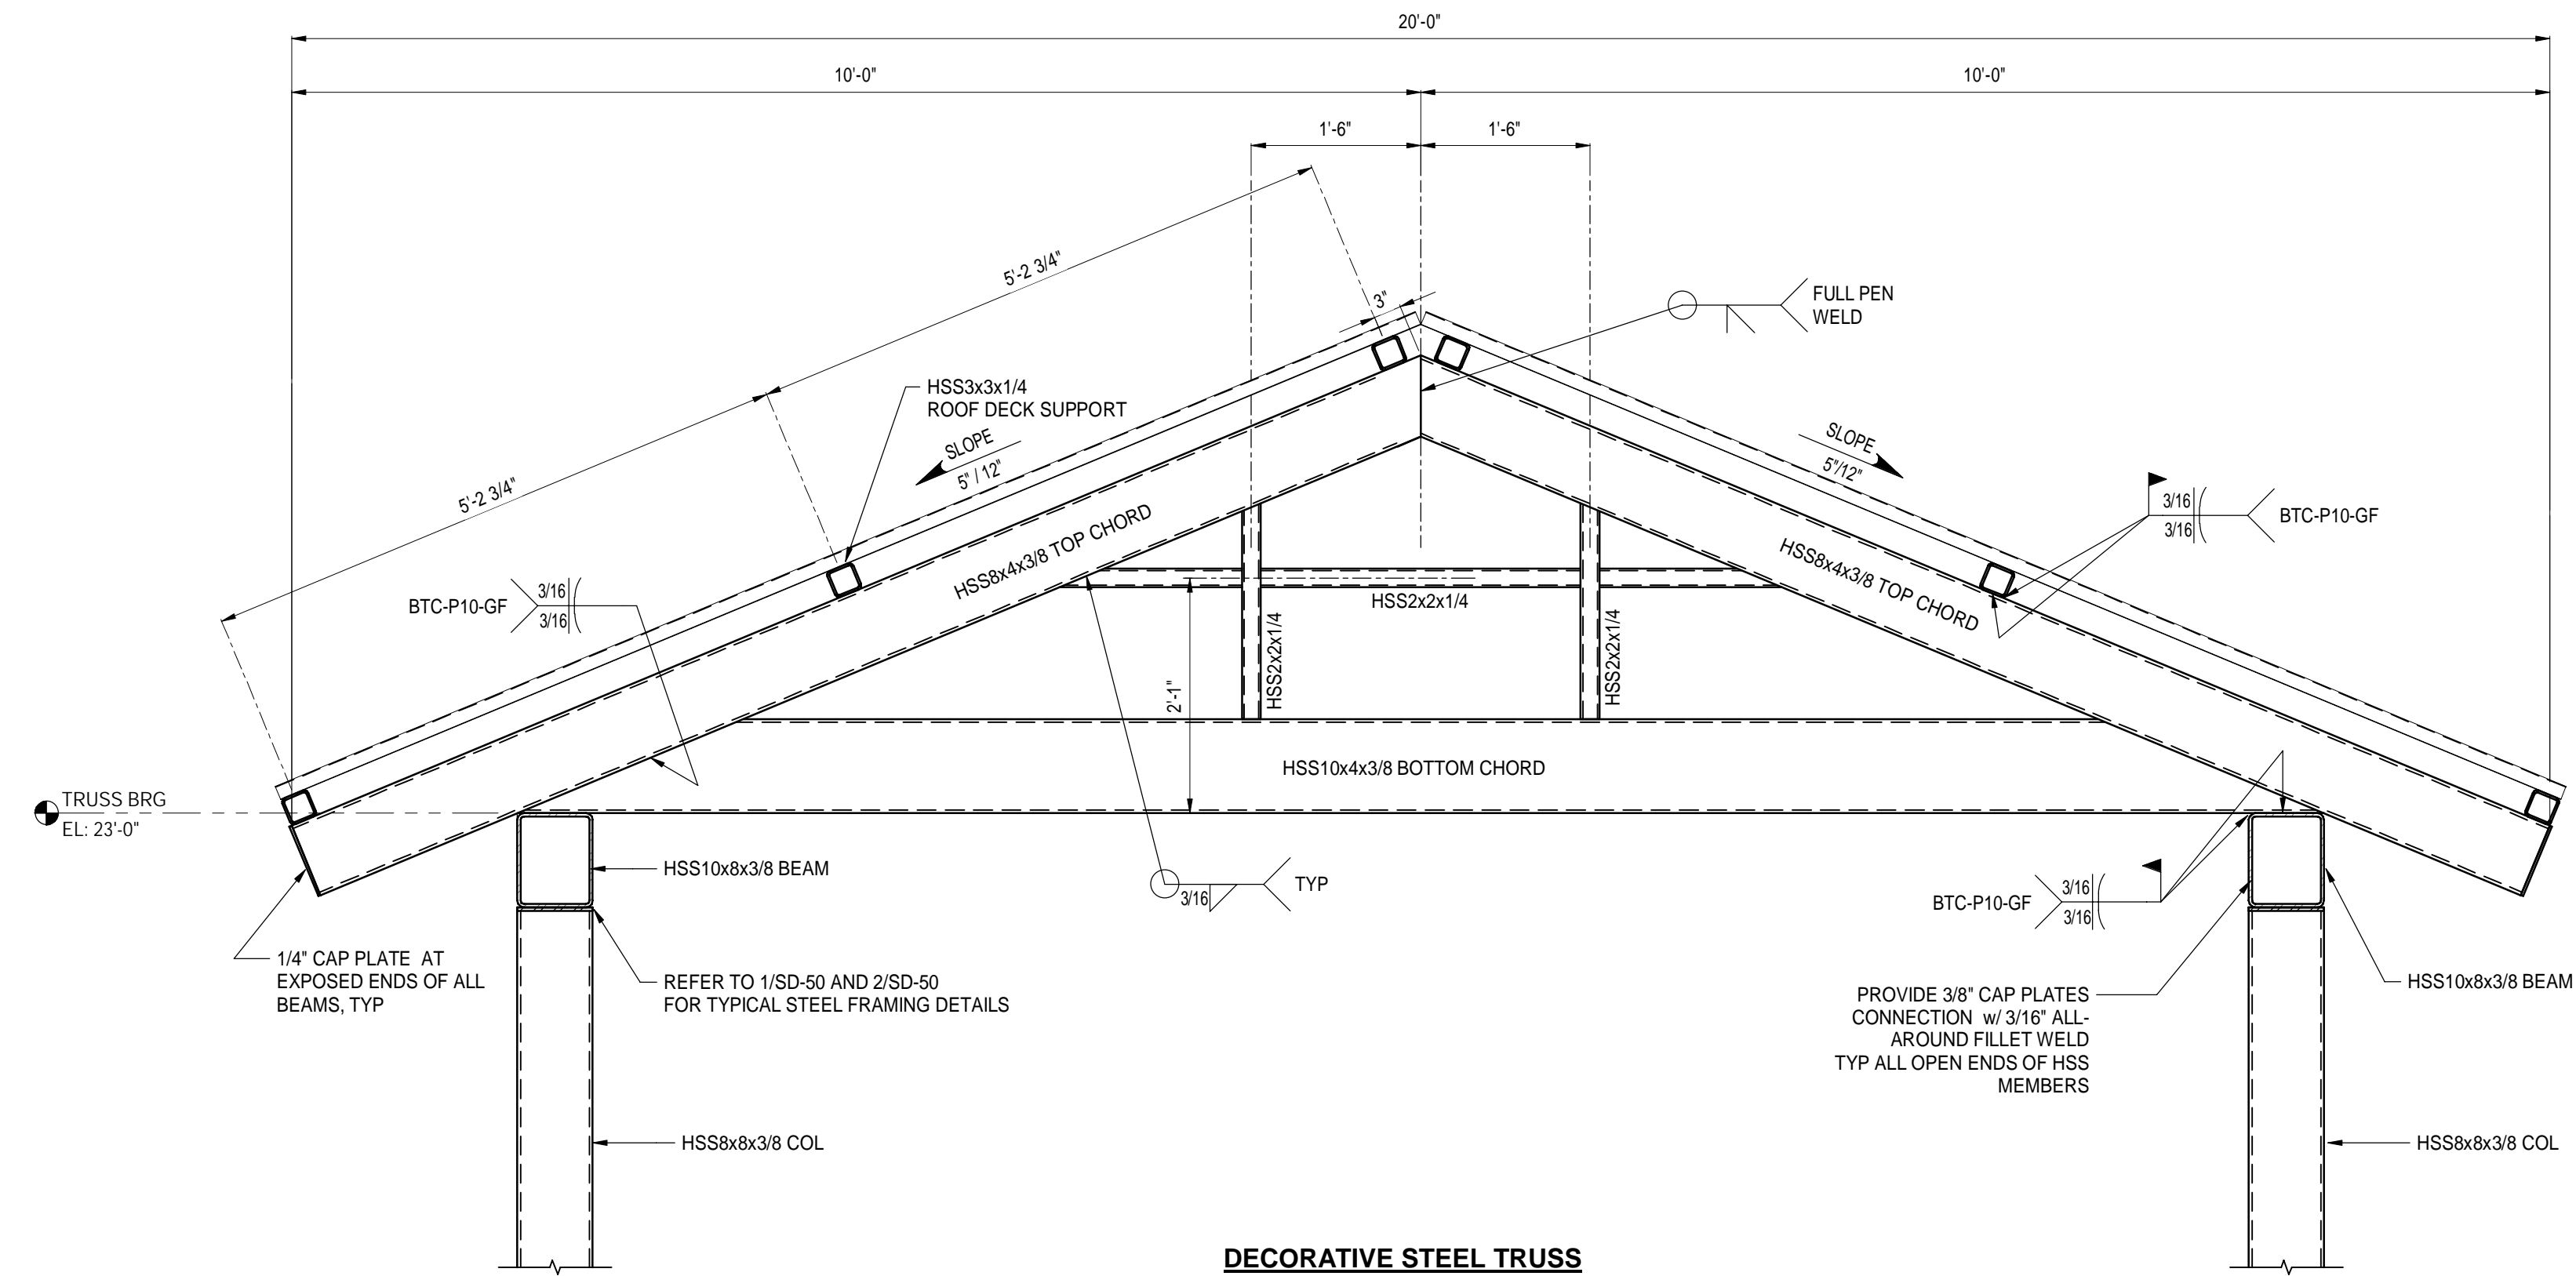 20'-0"
10'-0"
10'-0"
1'-6"
1'-6"
5'-2 3/4"
3"
FULL PEN
WELD
HSS3x3x1/4
ROOF DECK SUPPORT
SLOPE
5" / 12"
SLOPE
5"/12"
5'-2 3/4"
3/16
3/16
BTC-P10-GF
HSS8x4x3/8 TOP CHORD
HSS8x4x3/8 TOP CHORD
BTC-P10-GF
3/16
3/16
HSS2x2x1/4
HSS2x2x1/4
HSS2x2x1/4
2'-1"
HSS10x4x3/8 BOTTOM CHORD
TRUSS BRG
EL: 23'-0"
HSS10x8x3/8 BEAM
3/16
TYP
BTC-P10-GF
3/16
3/16
1/4" CAP PLATE AT
EXPOSED ENDS OF ALL
BEAMS, TYP
REFER TO 1/SD-50 AND 2/SD-50
FOR TYPICAL STEEL FRAMING DETAILS
PROVIDE 3/8" CAP PLATES
CONNECTION w/ 3/16" ALL-
AROUND FILLET WELD
TYP ALL OPEN ENDS OF HSS
MEMBERS
HSS10x8x3/8 BEAM
HSS8x8x3/8 COL
HSS8x8x3/8 COL
DECORATIVE STEEL TRUSS